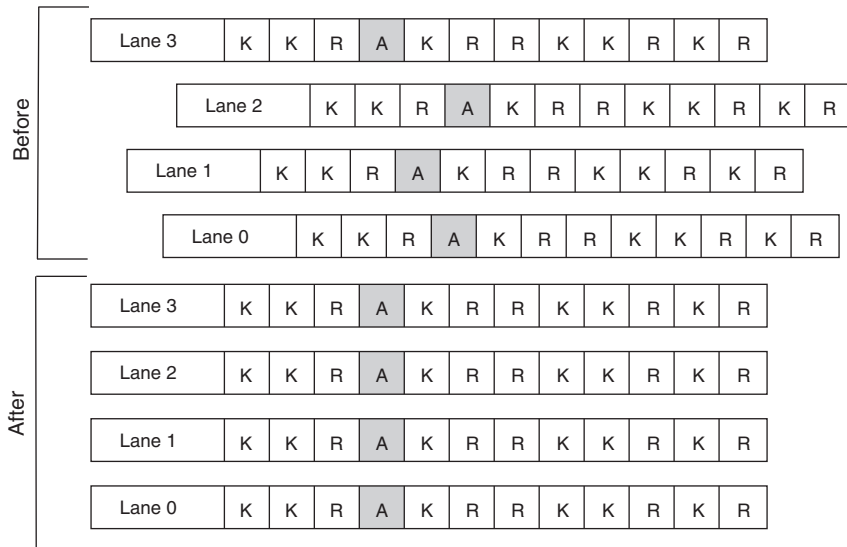 Before
Lane 3 K K R A K R R K K R K R
Lane 2 K K R A K R R K K R K R
Lane 1 K K R A K R R K K R K R
Lane 0 K K R A K R R K K R K R
After
Lane 3 K K R A K R R K K R K R
Lane 2 K K R A K R R K K R K R
Lane 1 K K R A K R R K K R K R
Lane 0 K K R A K R R K K R K R